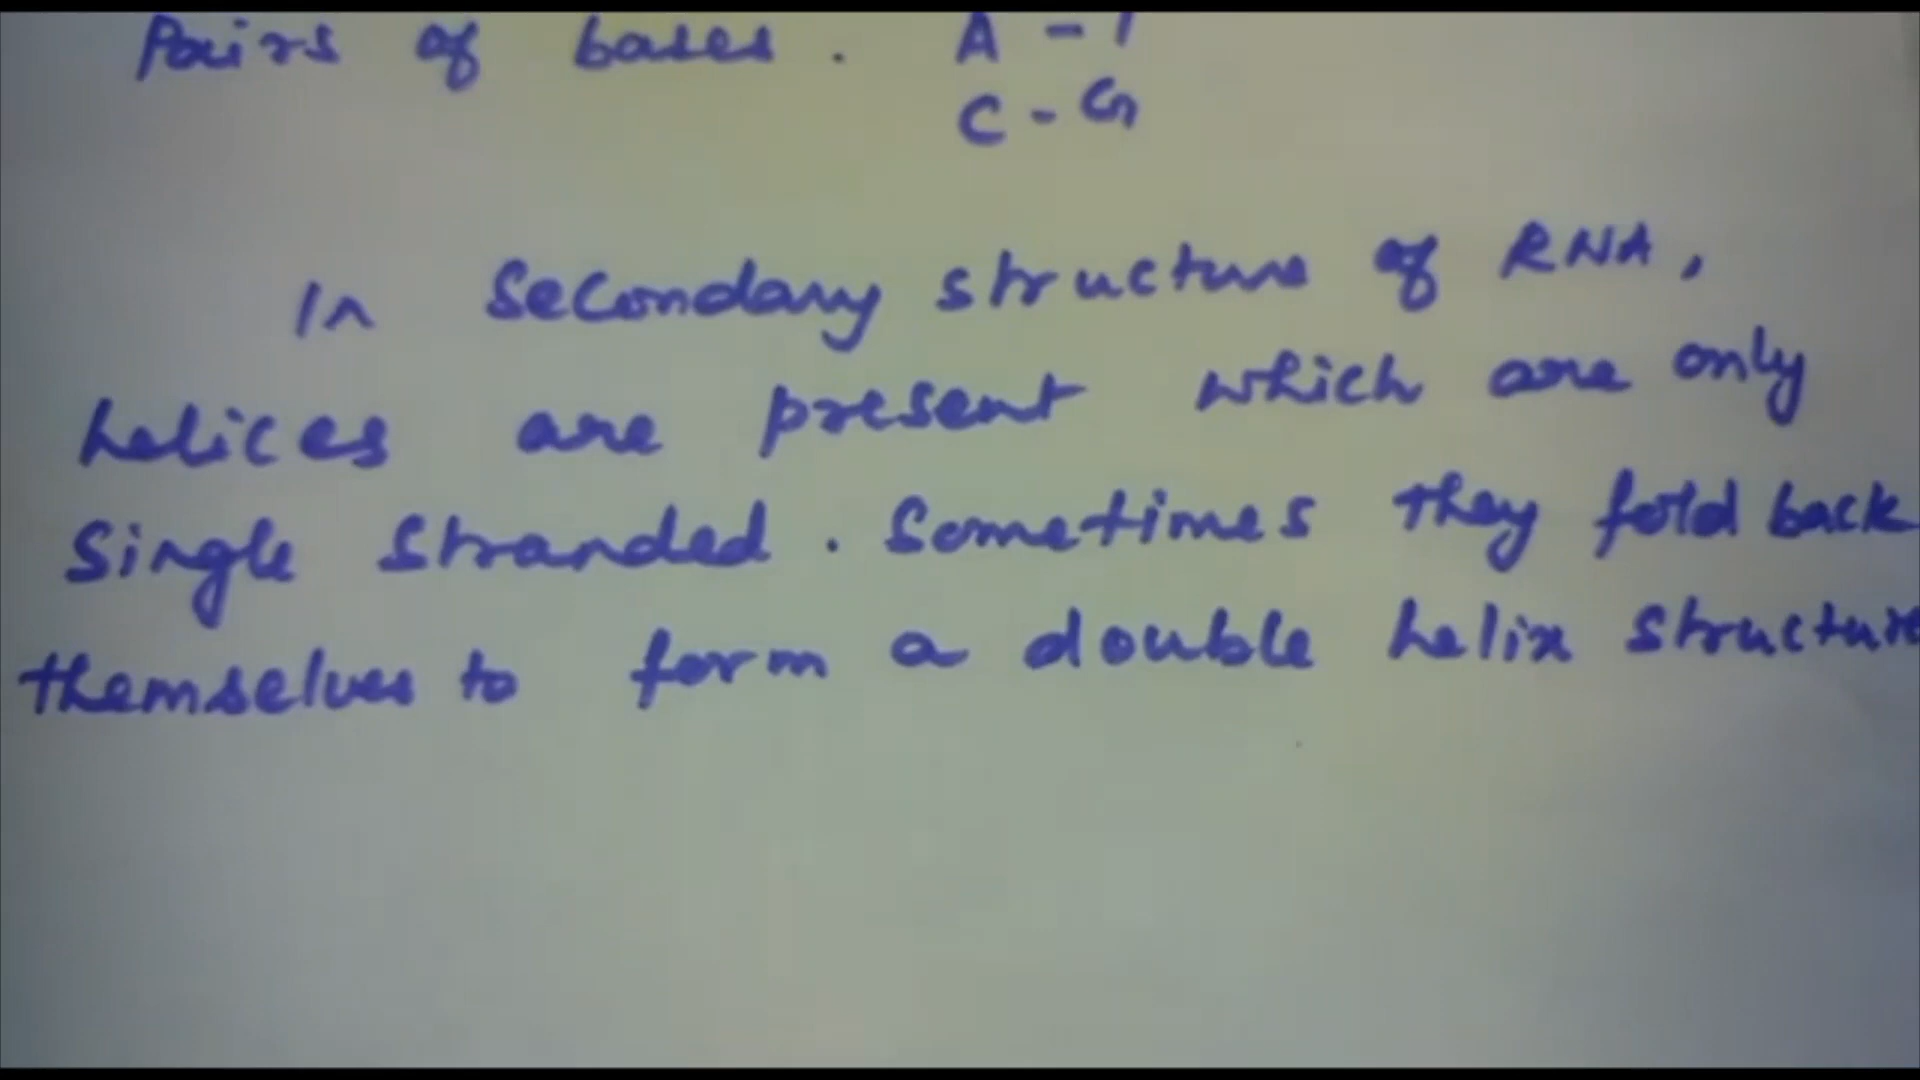 Pairs of bases. A - T
C - G
In Secondary structure of RNA,
helices are present which are only
Single stranded. Sometimes they fold back
themselves to form a double helix structure